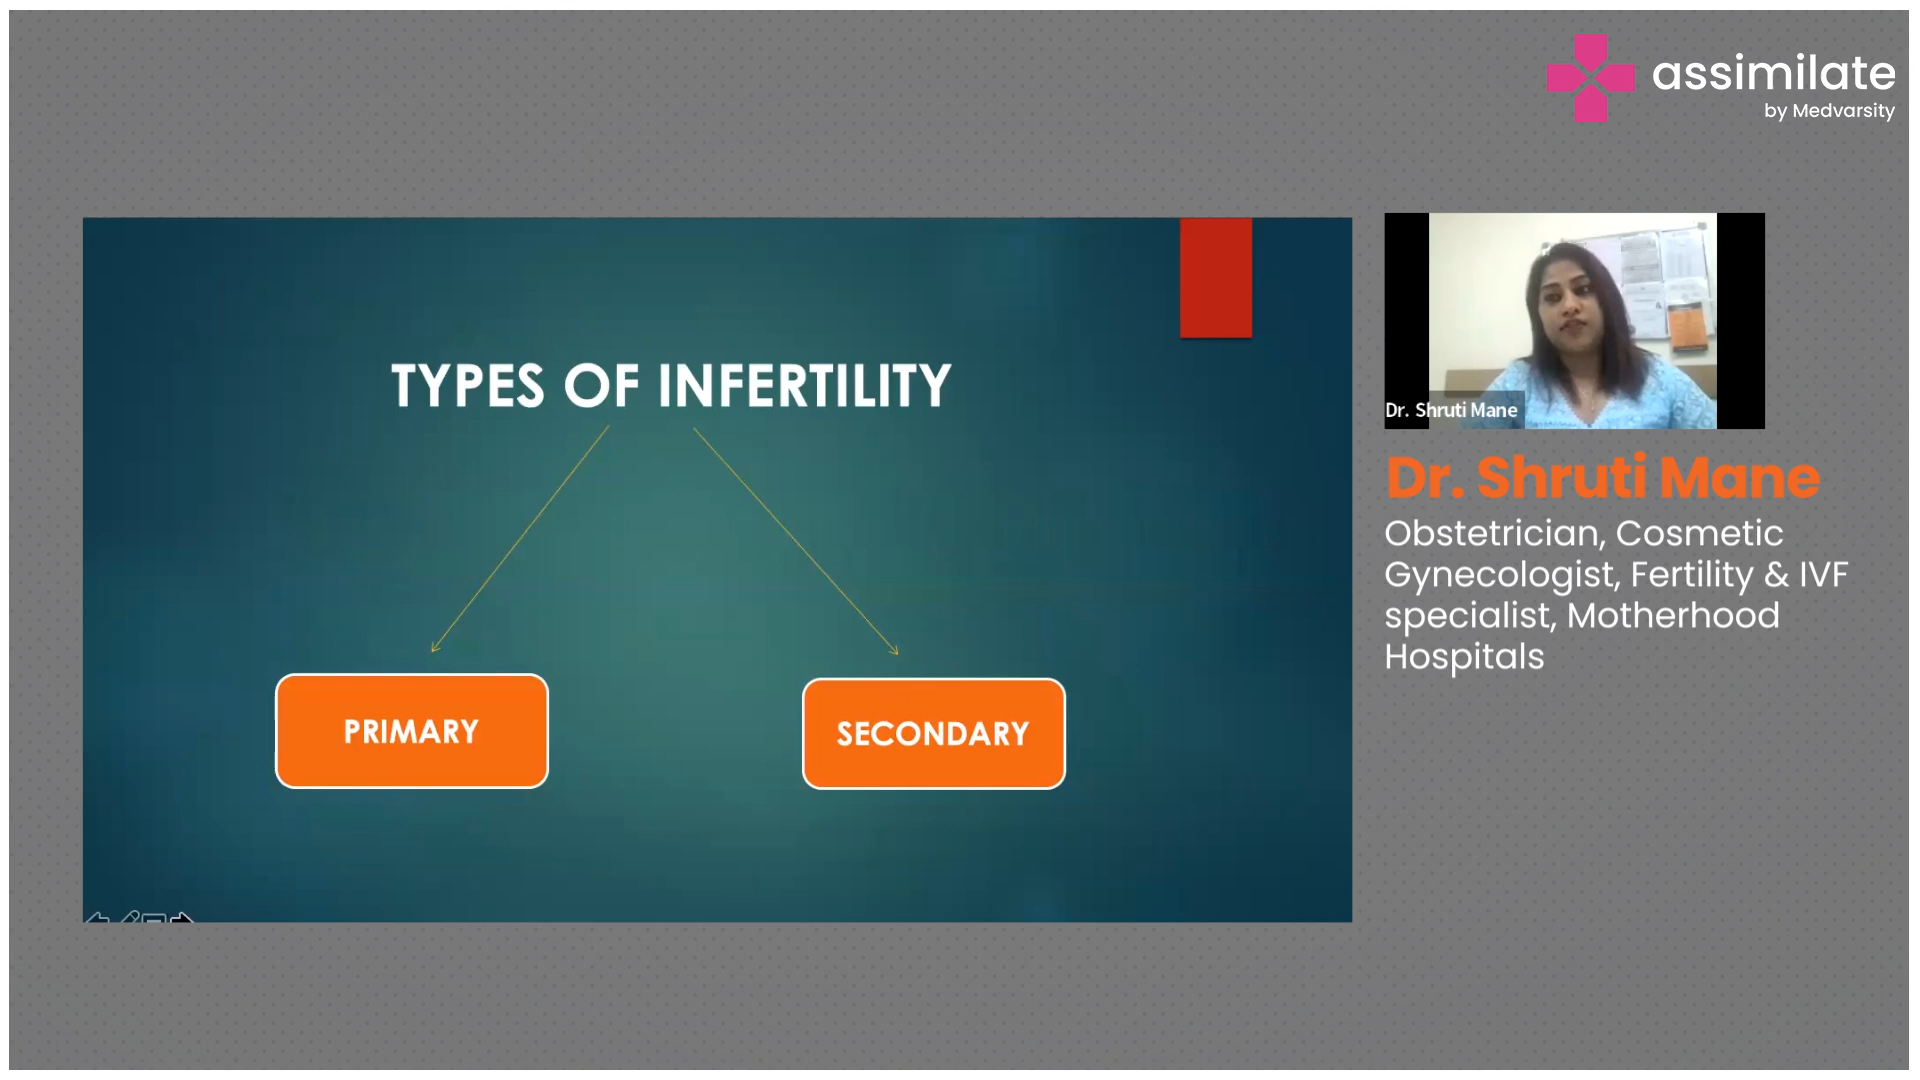 assimilate
by Medvarsity
TYPES OF INFERTILITY
PRIMARY
SECONDARY
Dr. Shruti Mane
Dr. Shruti Mane
Obstetrician, Cosmetic
Gynecologist, Fertility & IVF
specialist, Motherhood
Hospitals